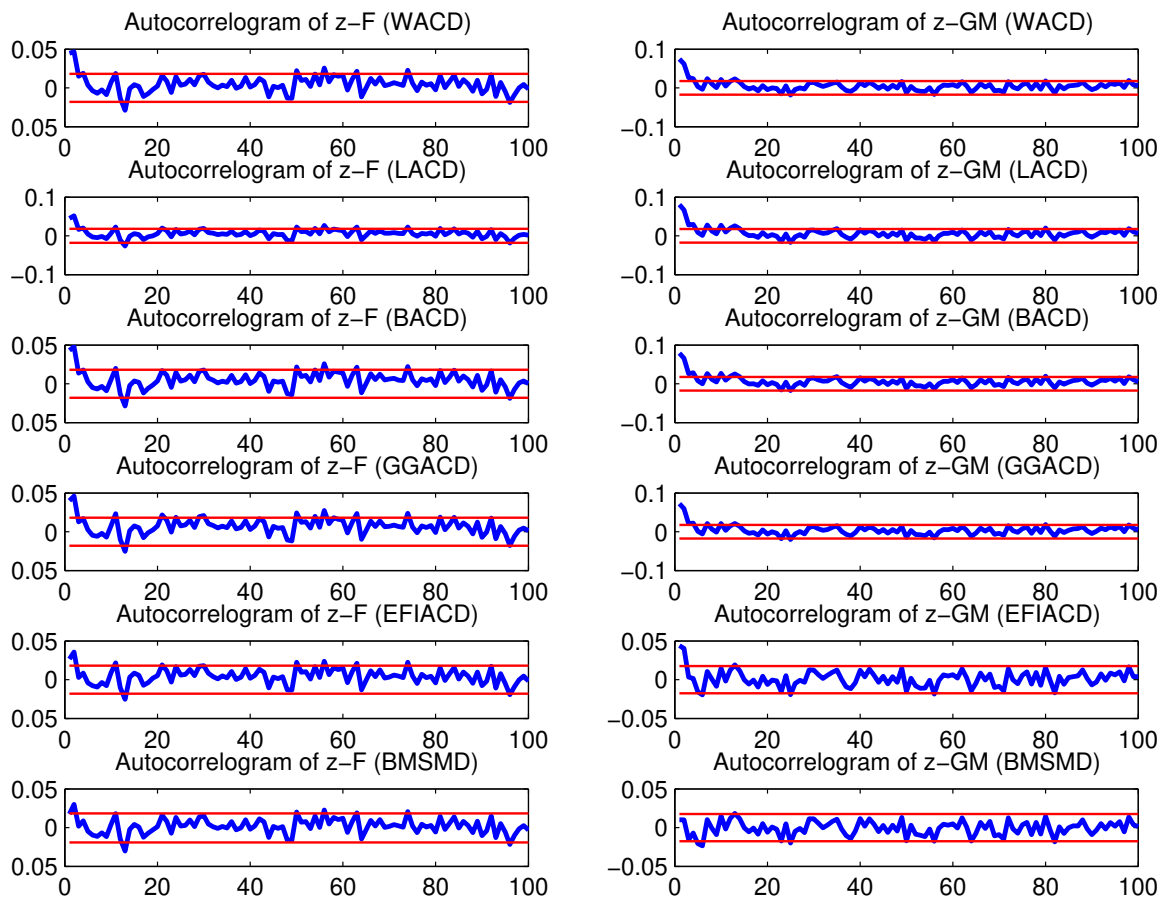 Autocorrelogram of z−F (WACD)
0.05
0
0.05
0 20 40 60 80 100
Autocorrelogram of z−GM (WACD)
0.1
0
−0.1
0 20 40 60 80 100
Autocorrelogram of z−F (LACD)
0.1
0
−0.1
0 20 40 60 80 100
Autocorrelogram of z−GM (LACD)
0.1
0
−0.1
0 20 40 60 80 100
Autocorrelogram of z−F (BACD)
0.05
0
0.05
0 20 40 60 80 100
Autocorrelogram of z−GM (BACD)
0.1
0
−0.1
0 20 40 60 80 100
Autocorrelogram of z−F (GGACD)
0.05
0
0.05
0 20 40 60 80 100
Autocorrelogram of z−GM (GGACD)
0.1
0
−0.1
0 20 40 60 80 100
Autocorrelogram of z−F (EFIACD)
0.05
0
0.05
0 20 40 60 80 100
Autocorrelogram of z−GM (EFIACD)
0.05
0
−0.05
0 20 40 60 80 100
Autocorrelogram of z−F (BMSMD)
0.05
0
0.05
0 20 40 60 80 100
Autocorrelogram of z−GM (BMSMD)
0.05
0
−0.05
0 20 40 60 80 100